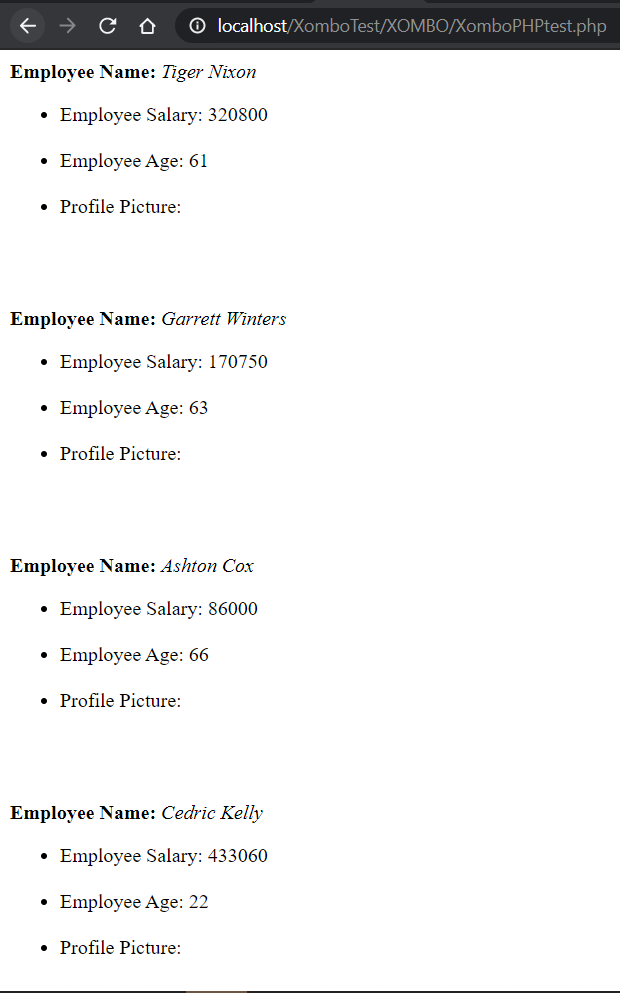 localhost/XomboTest/XOMBO/XomboPHPtest.php
Employee Name: Tiger Nixon
Employee Salary: 320800
Employee Age: 61
Profile Picture:
Employee Name: Garrett Winters
Employee Salary: 170750
Employee Age: 63
Profile Picture:
Employee Name: Ashton Cox
Employee Salary: 86000
Employee Age: 66
Profile Picture:
Employee Name: Cedric Kelly
Employee Salary: 433060
Employee Age: 22
Profile Picture: